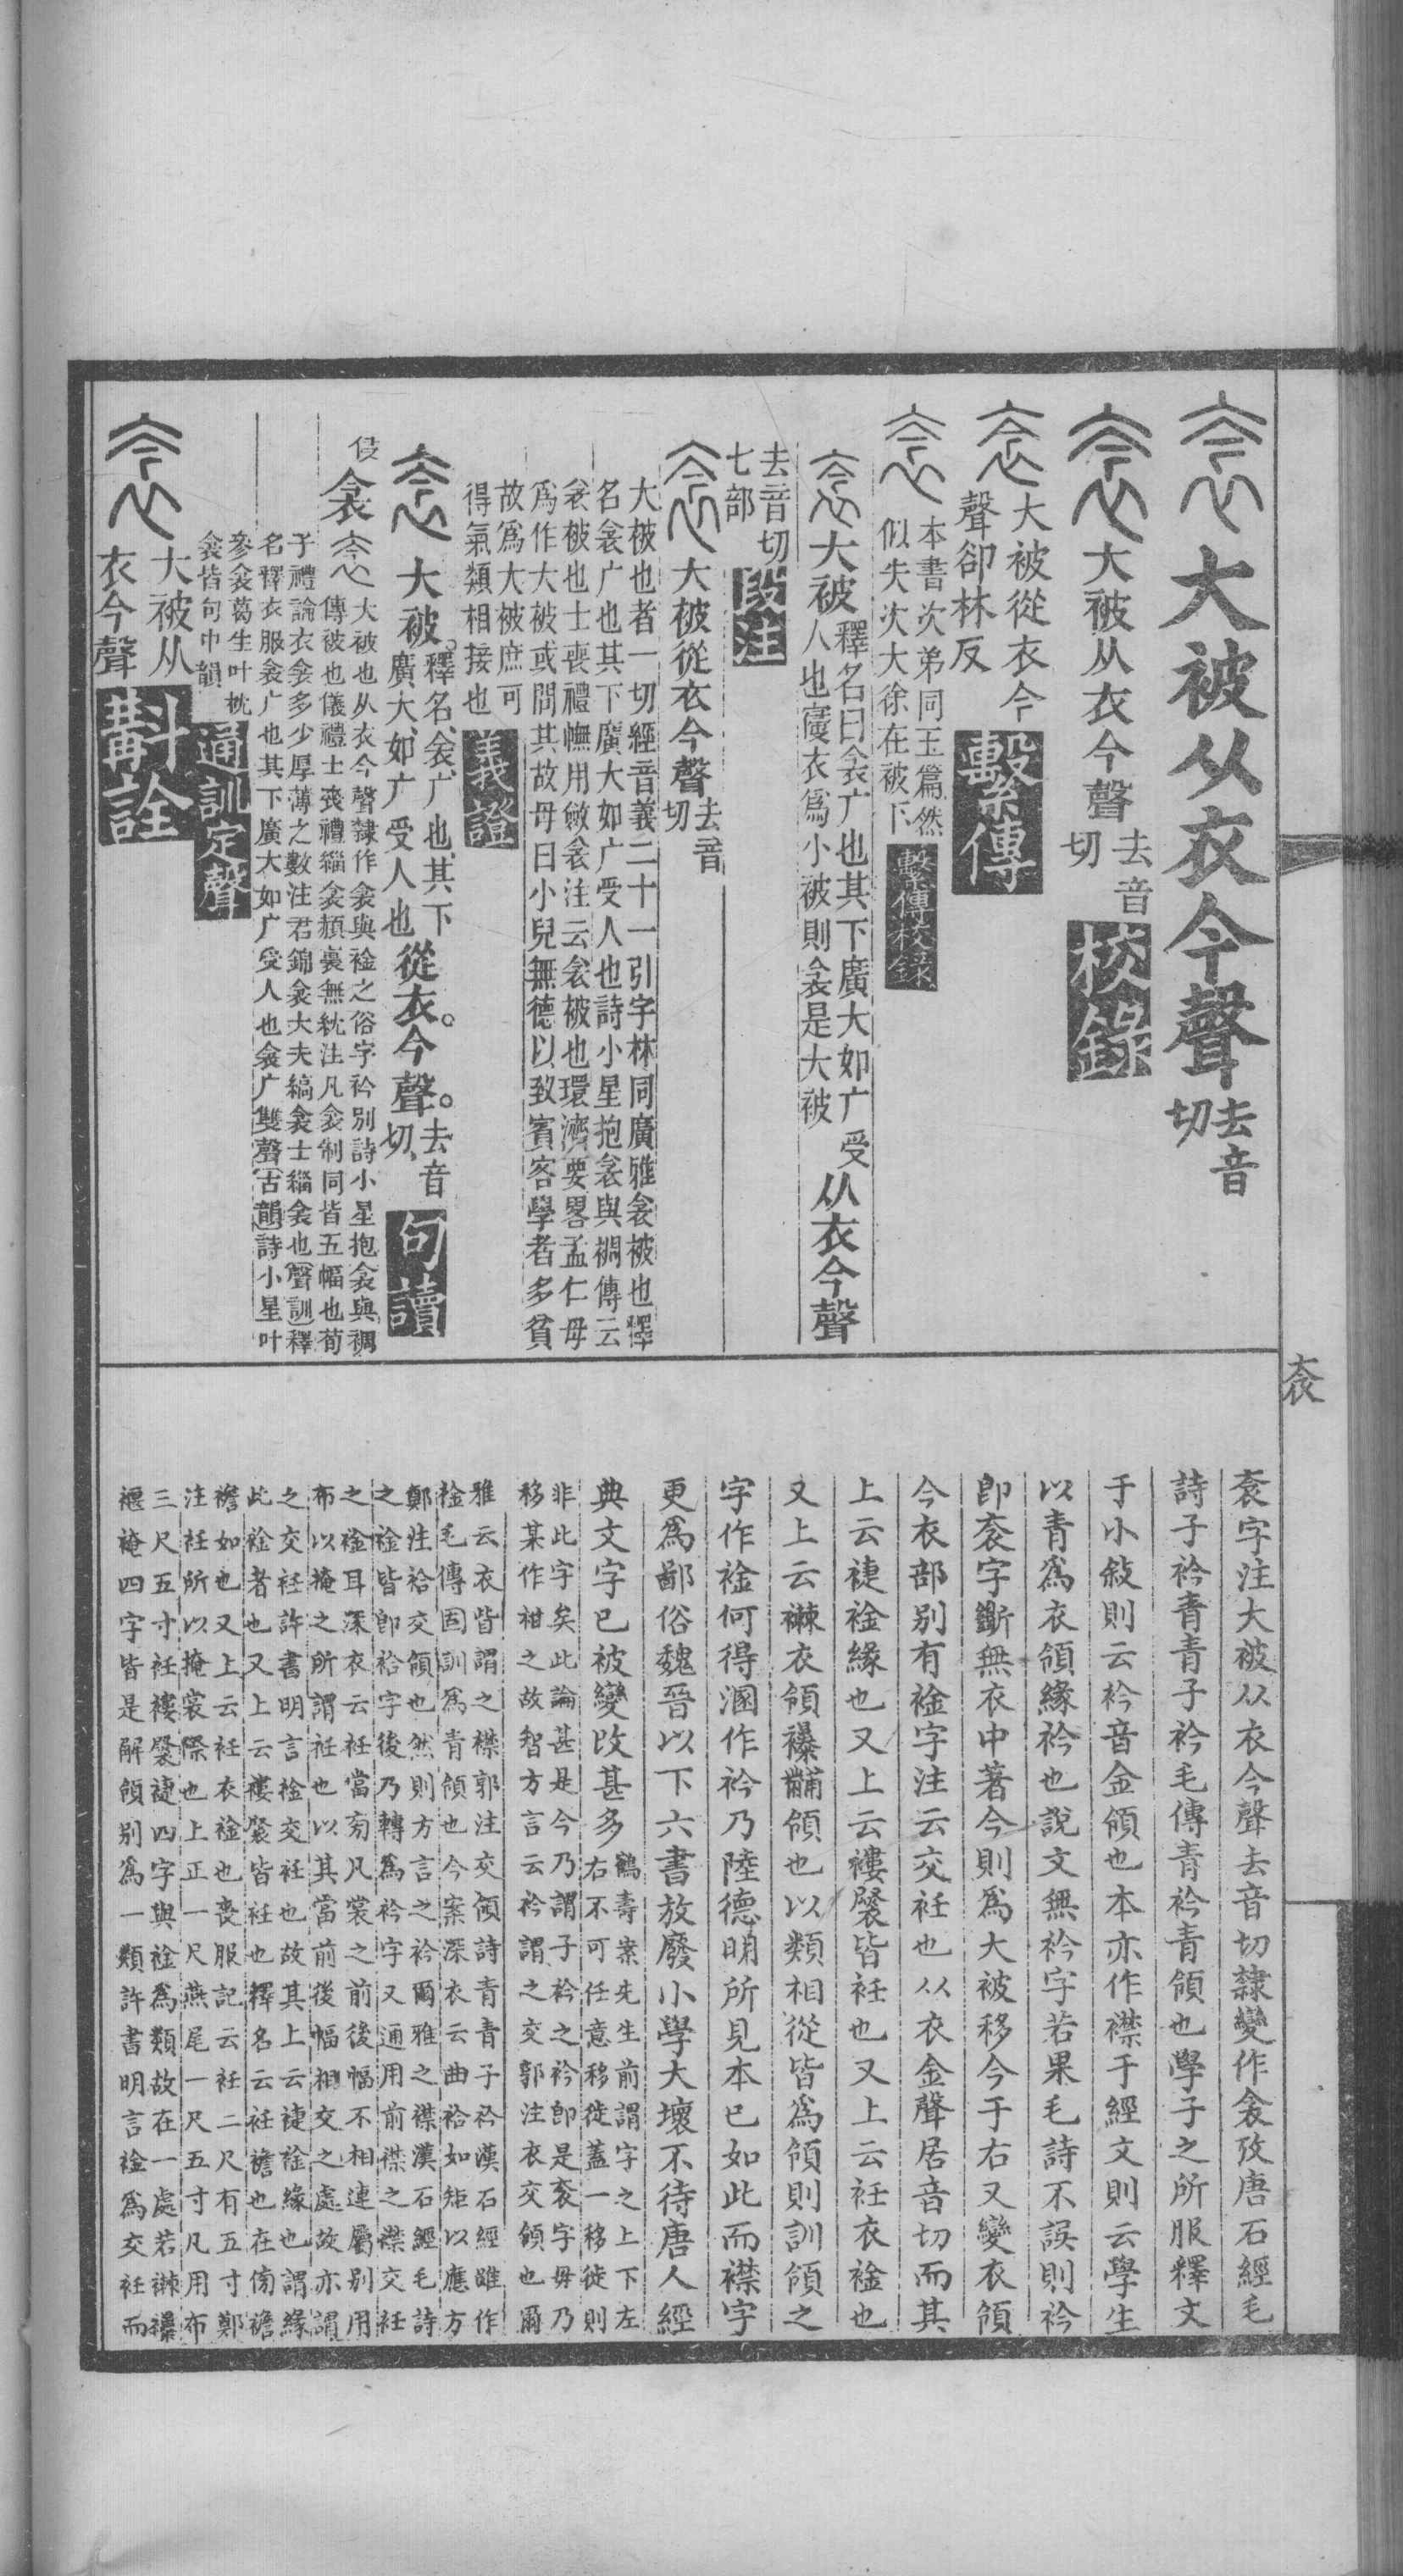 大被从衣今聲去音切
大被从衣今聲去音切校錄
大被從衣今
聲卻林反繫傳
本書次弟同玉篇然
似失次大徐在被下繫傳校錄
大被釋名曰衾广也其下廣大如广受
人也寢衣爲小被則衾是大被从衣今聲
去音切
七部段注
大被從衣今聲去音切
大被也者一切經音義二十一引字林同廣雅衾被也釋
名衾广也其下廣大如广受人也詩小星抱衾與裯傳云
衾被也士喪禮幠用斂衾注云衾被也環濟要畧孟仁母
爲作大被或問其故母曰小兒無德以致賓客學者多貧
故爲大被庶可
得氣類相接也義證
大被。釋名、衾、广也、其下
廣大、如广受人也從衣。今聲。去音切、句讀
衾大被也从衣今聲隸作衾與裣之俗字衿別詩小星抱衾與裯
傳被也儀禮士喪禮緇衾頳裏無紞注凡衾制同皆五幅也荀
子禮論衣衾多少厚薄之數注君錦衾大夫縞衾士緇衾也聲訓釋
名釋衣服衾广也其下廣大如广受人也衾广雙聲古韻詩小星叶
參衾葛生叶枕
衾皆句中韻通訓定聲
大被从
衣今聲斠詮
衾
袞字注大被从衣今聲去音切隸變作衾攷唐石經毛
詩子衿青青子衿毛傳青衿青領也學子之所服釋文
于小敍則云衿音金領也本亦作襟于經文則云學生
以青爲衣領緣衿也說文無衿字若果毛詩不誤則衿
卽衾字斷無衣中著今則爲大被移今于右又變衣領
今衣部別有裣字注云交衽也从衣金聲居音切而其
上云褄裣緣也又上云褸褧皆衽也又上云衽衣裣也
又上云襋衣領襮黼領也以類相從皆爲領則訓領之
字作裣何得溷作衿乃陸德明所見本已如此而襟字
更爲鄙俗魏晉以下六書放廢小學大壞不待唐人經
典文字已被變改甚多鶴壽案先生前謂字之上下左
右不可任意移徙蓋一移徙則
非此字矣此論甚是今乃謂子衿之衿卽是衾字毋乃
移某作柑之故智方言云衿謂之交郭注衣交領也爾
雅云衣眥謂之襟郭注交領詩青青子衿漢石經雖作
裣毛傳固訓爲青領也今案深衣云曲袷如矩以應方
鄭注袷交領也然則方言之衿爾雅之襟漢石經毛詩
之裣皆卽袷字後乃轉爲衿字又通用前襟之襟交衽
之裣耳深衣云衽當旁凡裳之前後幅不相連屬別用
布以掩之所謂衽也以其當前後幅相交之處故亦謂
之交衽許書明言裣交衽也故其上云褄裣緣也謂緣
此裣者也又上云褸褧皆衽也釋名云衽襜也在傍襜
襜如也又上云衽衣裣也喪服記云衽二尺有五寸鄭
注衽所以掩裳際也上正一尺燕尾一尺五寸凡用布
三尺五寸衽褸褧褄四字與裣爲類故在一處若襋襮
褗𧝓四字皆是解領別爲一類許書明言裣爲交衽而